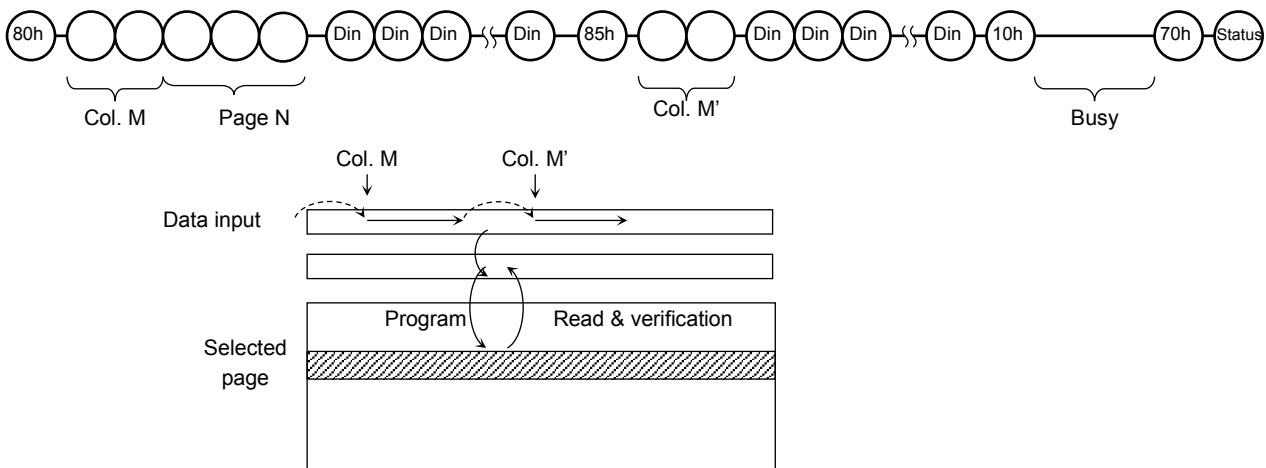 80h Din Din Din Din 85h Din Din Din Din 10h 70h Status
Col. M Page N Col. M’ Busy
Col. M Col. M’
Data input
Program Read & verification
Selected
page